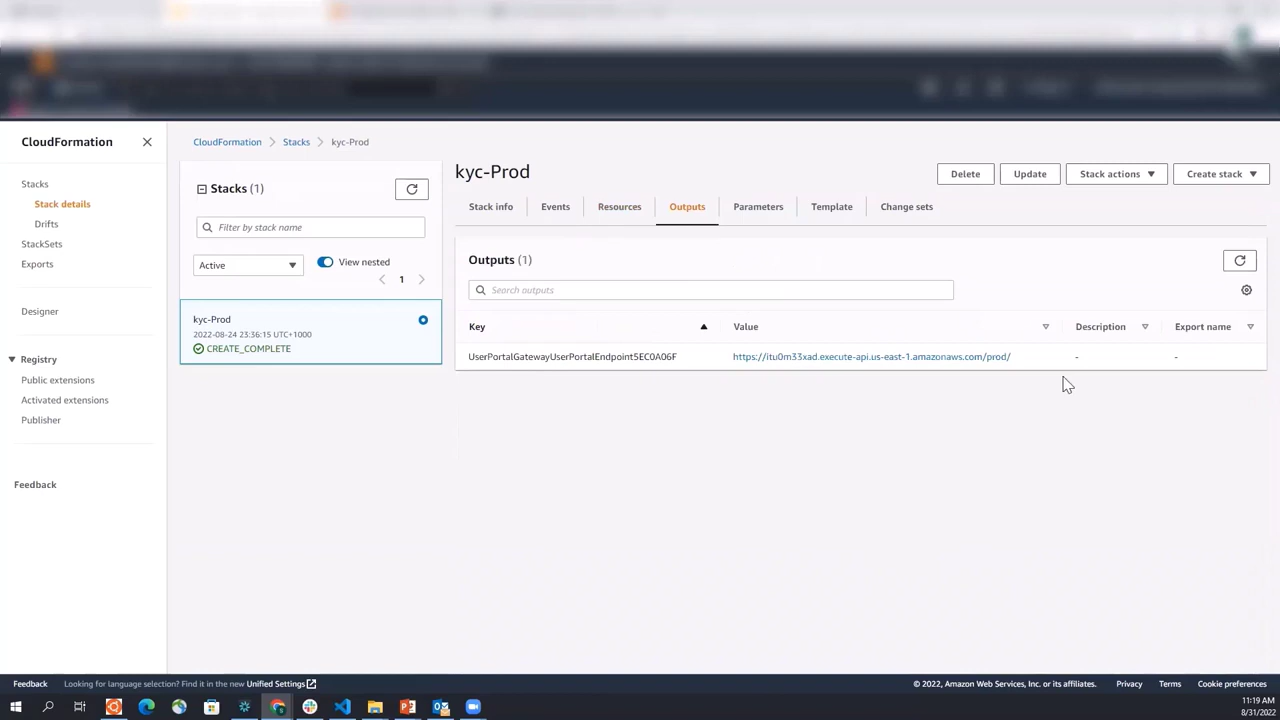 CloudFormation
CloudFormation > Stacks > kyc-Prod
Stacks
Stack details
Drifts
StackSets
Exports
Designer
Registry
Public extensions
Activated extensions
Publisher
Feedback
Stacks (1)
Filter by stack name
Active
View nested
1
kyc-Prod
2022-08-24 23:36:15 UTC+1000
CREATE_COMPLETE
kyc-Prod
Delete Update Stack actions Create stack
Stack info Events Resources Outputs Parameters Template Change sets
Outputs (1)
Search outputs
Key Value Description Export name
UserPortalGatewayUserPortalEndpoint5EC0A06F https://itu0m33xad.execute-api.us-east-1.amazonaws.com/prod/ - -
Feedback Looking for language selection? Find it in the new Unified Settings © 2022, Amazon Web Services, Inc. or its affiliates. Privacy Terms Cookie preferences
11:19 AM
8/31/2022